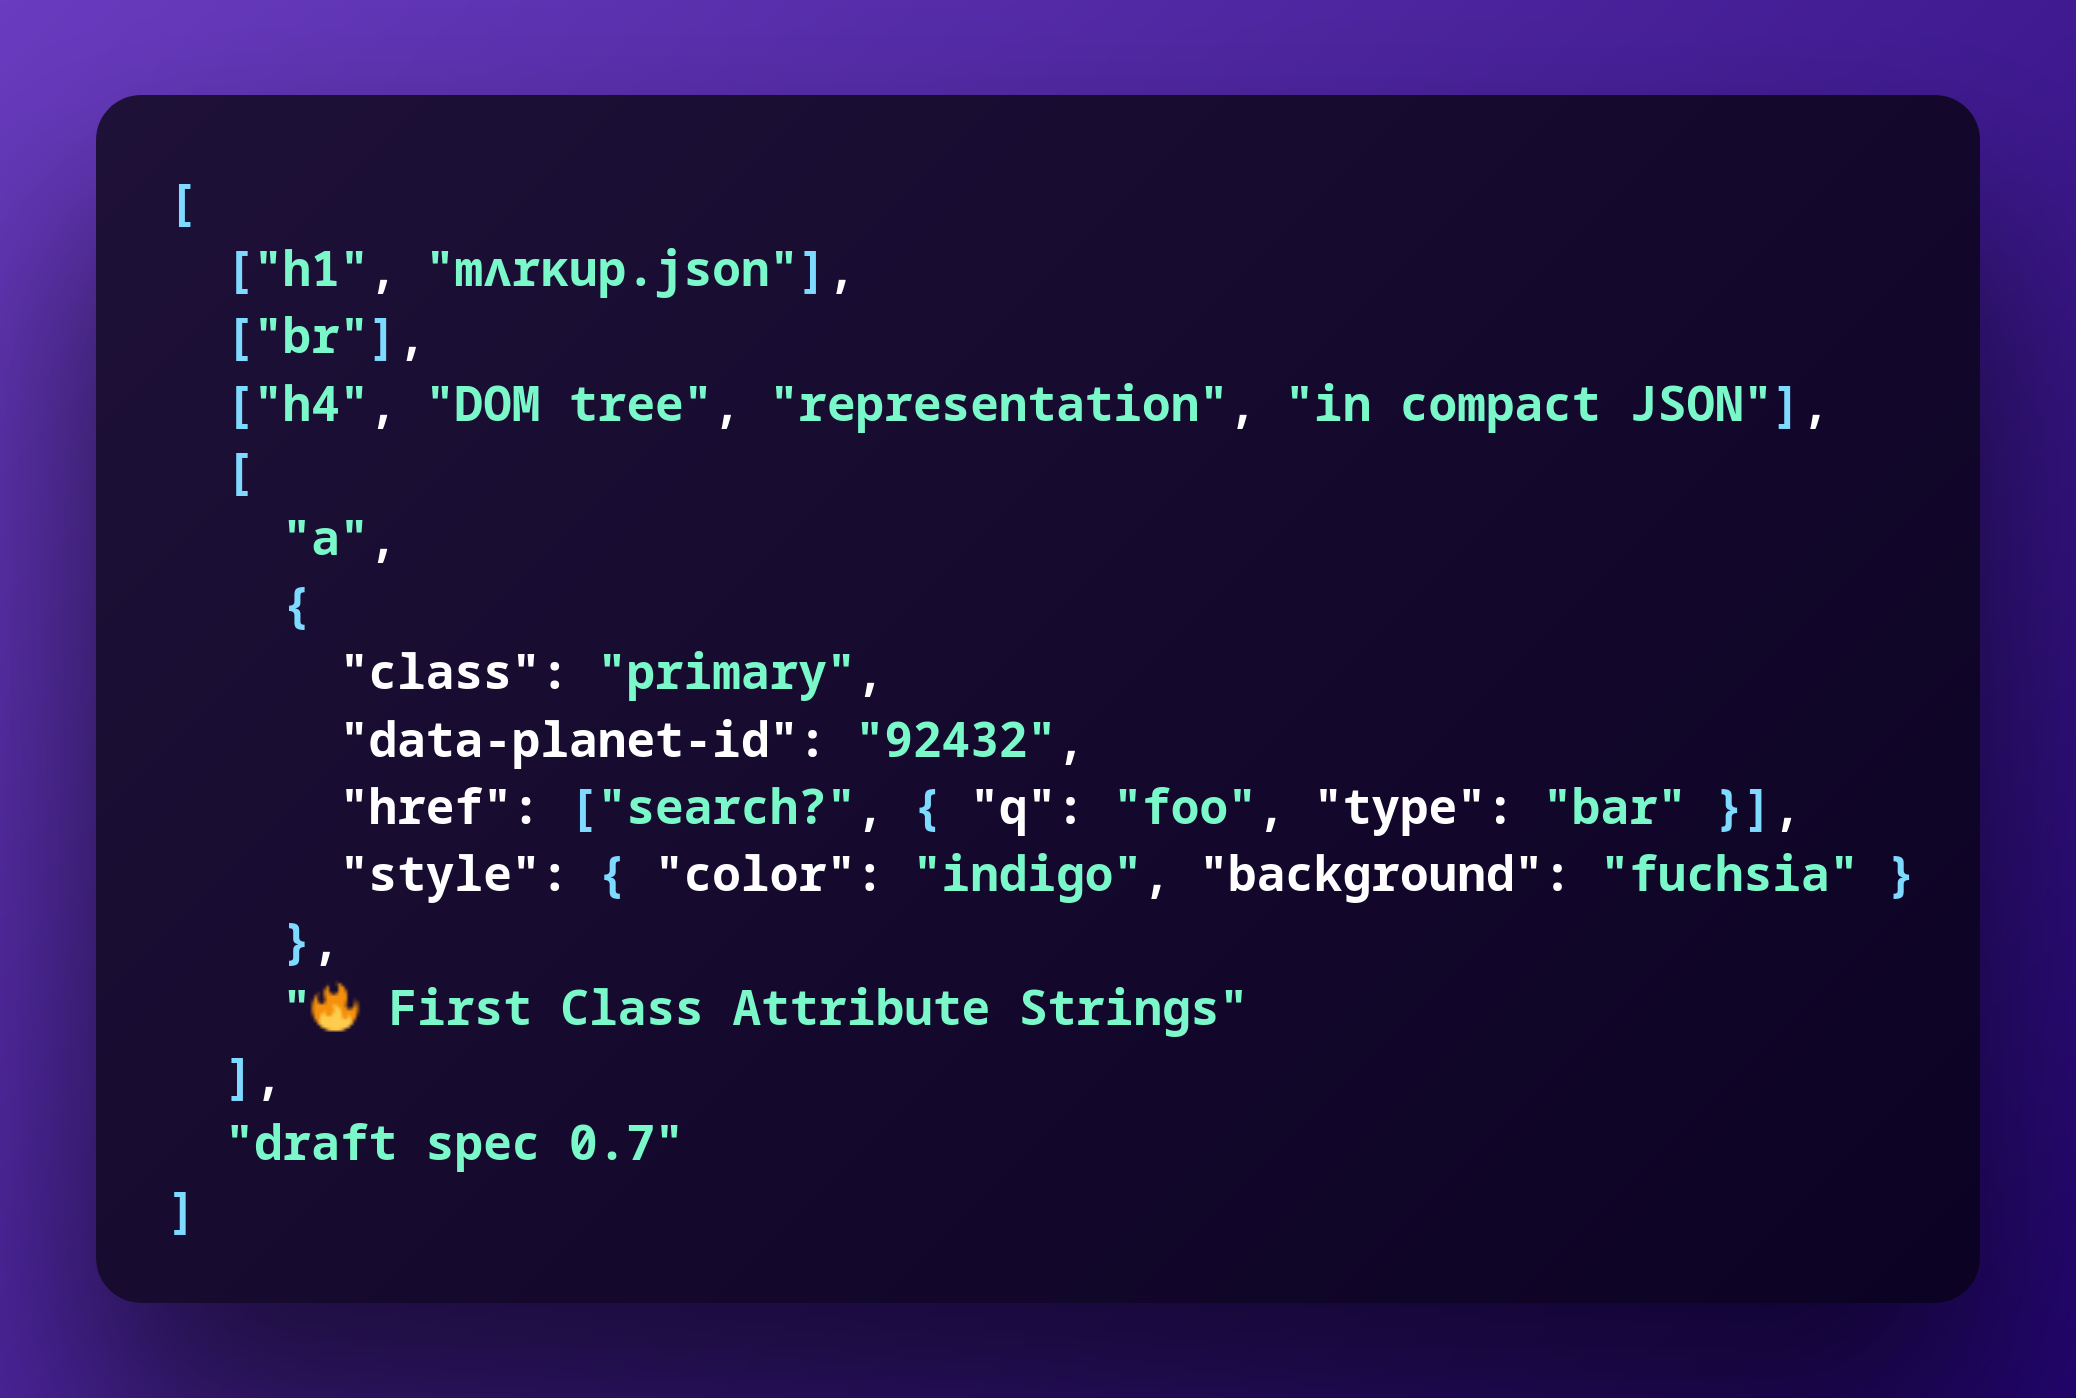 [
  ["h1", "mʌrκup.json"],
  ["br"],
  ["h4", "DOM tree", "representation", "in compact JSON"],
  [
    "a",
    {
      "class": "primary",
      "data-planet-id": "92432",
      "href": ["search?", { "q": "foo", "type": "bar" }],
      "style": { "color": "indigo", "background": "fuchsia" }
    },
    "🔥 First Class Attribute Strings"
  ],
  "draft spec 0.7"
]